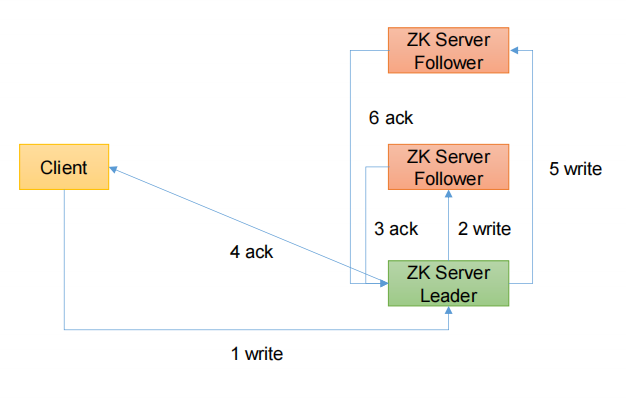 ZK Server
Follower
6 ack
ZK Server
Follower
Client
5 write
3 ack
2 write
4 ack
ZK Server
Leader
1 write